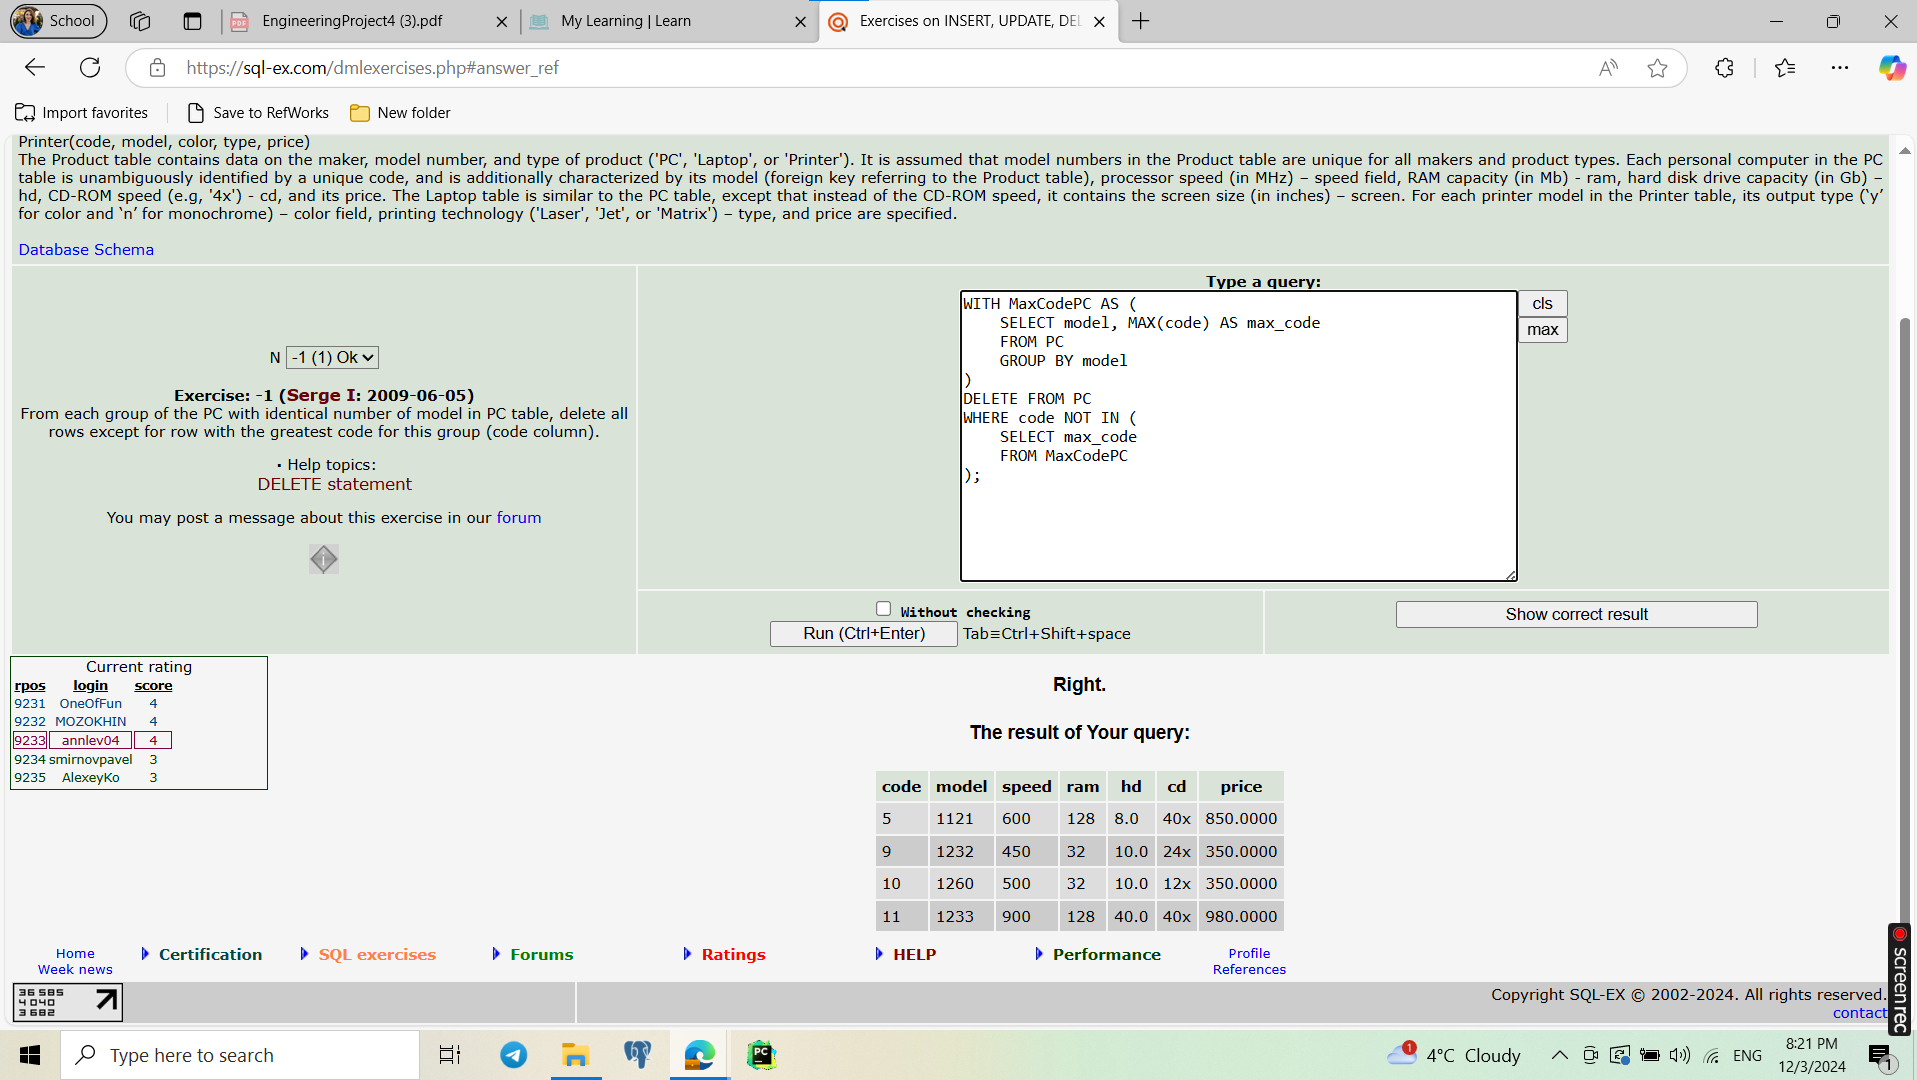 School
EngineeringProject4 (3).pdf
My Learning | Learn
Exercises on INSERT, UPDATE, DEL
https://sql-ex.com/dmlexercises.php#answer_ref
Import favorites
Save to RefWorks
New folder
Printer(code, model, color, type, price)
The Product table contains data on the maker, model number, and type of product ('PC', 'Laptop', or 'Printer'). It is assumed that model numbers in the Product table are unique for all makers and product types. Each personal computer in the PC
table is unambiguously identified by a unique code, and is additionally characterized by its model (foreign key referring to the Product table), processor speed (in MHz) – speed field, RAM capacity (in Mb) - ram, hard disk drive capacity (in Gb) –
hd, CD-ROM speed (e.g, '4x') - cd, and its price. The Laptop table is similar to the PC table, except that instead of the CD-ROM speed, it contains the screen size (in inches) – screen. For each printer model in the Printer table, its output type (‘y’
for color and ‘n’ for monochrome) – color field, printing technology ('Laser', 'Jet', or 'Matrix') – type, and price are specified.
Database Schema
N -1 (1) Ok
Exercise: -1 (Serge I: 2009-06-05)
From each group of the PC with identical number of model in PC table, delete all
rows except for row with the greatest code for this group (code column).
· Help topics:
DELETE statement
You may post a message about this exercise in our forum
Type a query:
WITH MaxCodePC AS (
    SELECT model, MAX(code) AS max_code
    FROM PC
    GROUP BY model
)
DELETE FROM PC
WHERE code NOT IN (
    SELECT max_code
    FROM MaxCodePC
);
cls
max
Without checking
Run (Ctrl+Enter) Tab≡Ctrl+Shift+space
Show correct result
Current rating
rpos login score
9231 OneOfFun 4
9232 MOZOKHIN 4
9233 annlev04 4
9234 smirnovpavel 3
9235 AlexeyKo 3
Right.
The result of Your query:
code model speed ram hd cd price
5 1121 600 128 8.0 40x 850.0000
9 1232 450 32 10.0 24x 350.0000
10 1260 500 32 10.0 12x 350.0000
11 1233 900 128 40.0 40x 980.0000
Home
Week news
Certification
SQL exercises
Forums
Ratings
HELP
Performance
Profile
References
36 585
4 040
3 682
Copyright SQL-EX © 2002-2024. All rights reserved.
contact
screen rec
Type here to search
PC
1
4°C Cloudy
ENG
8:21 PM
12/3/2024
1